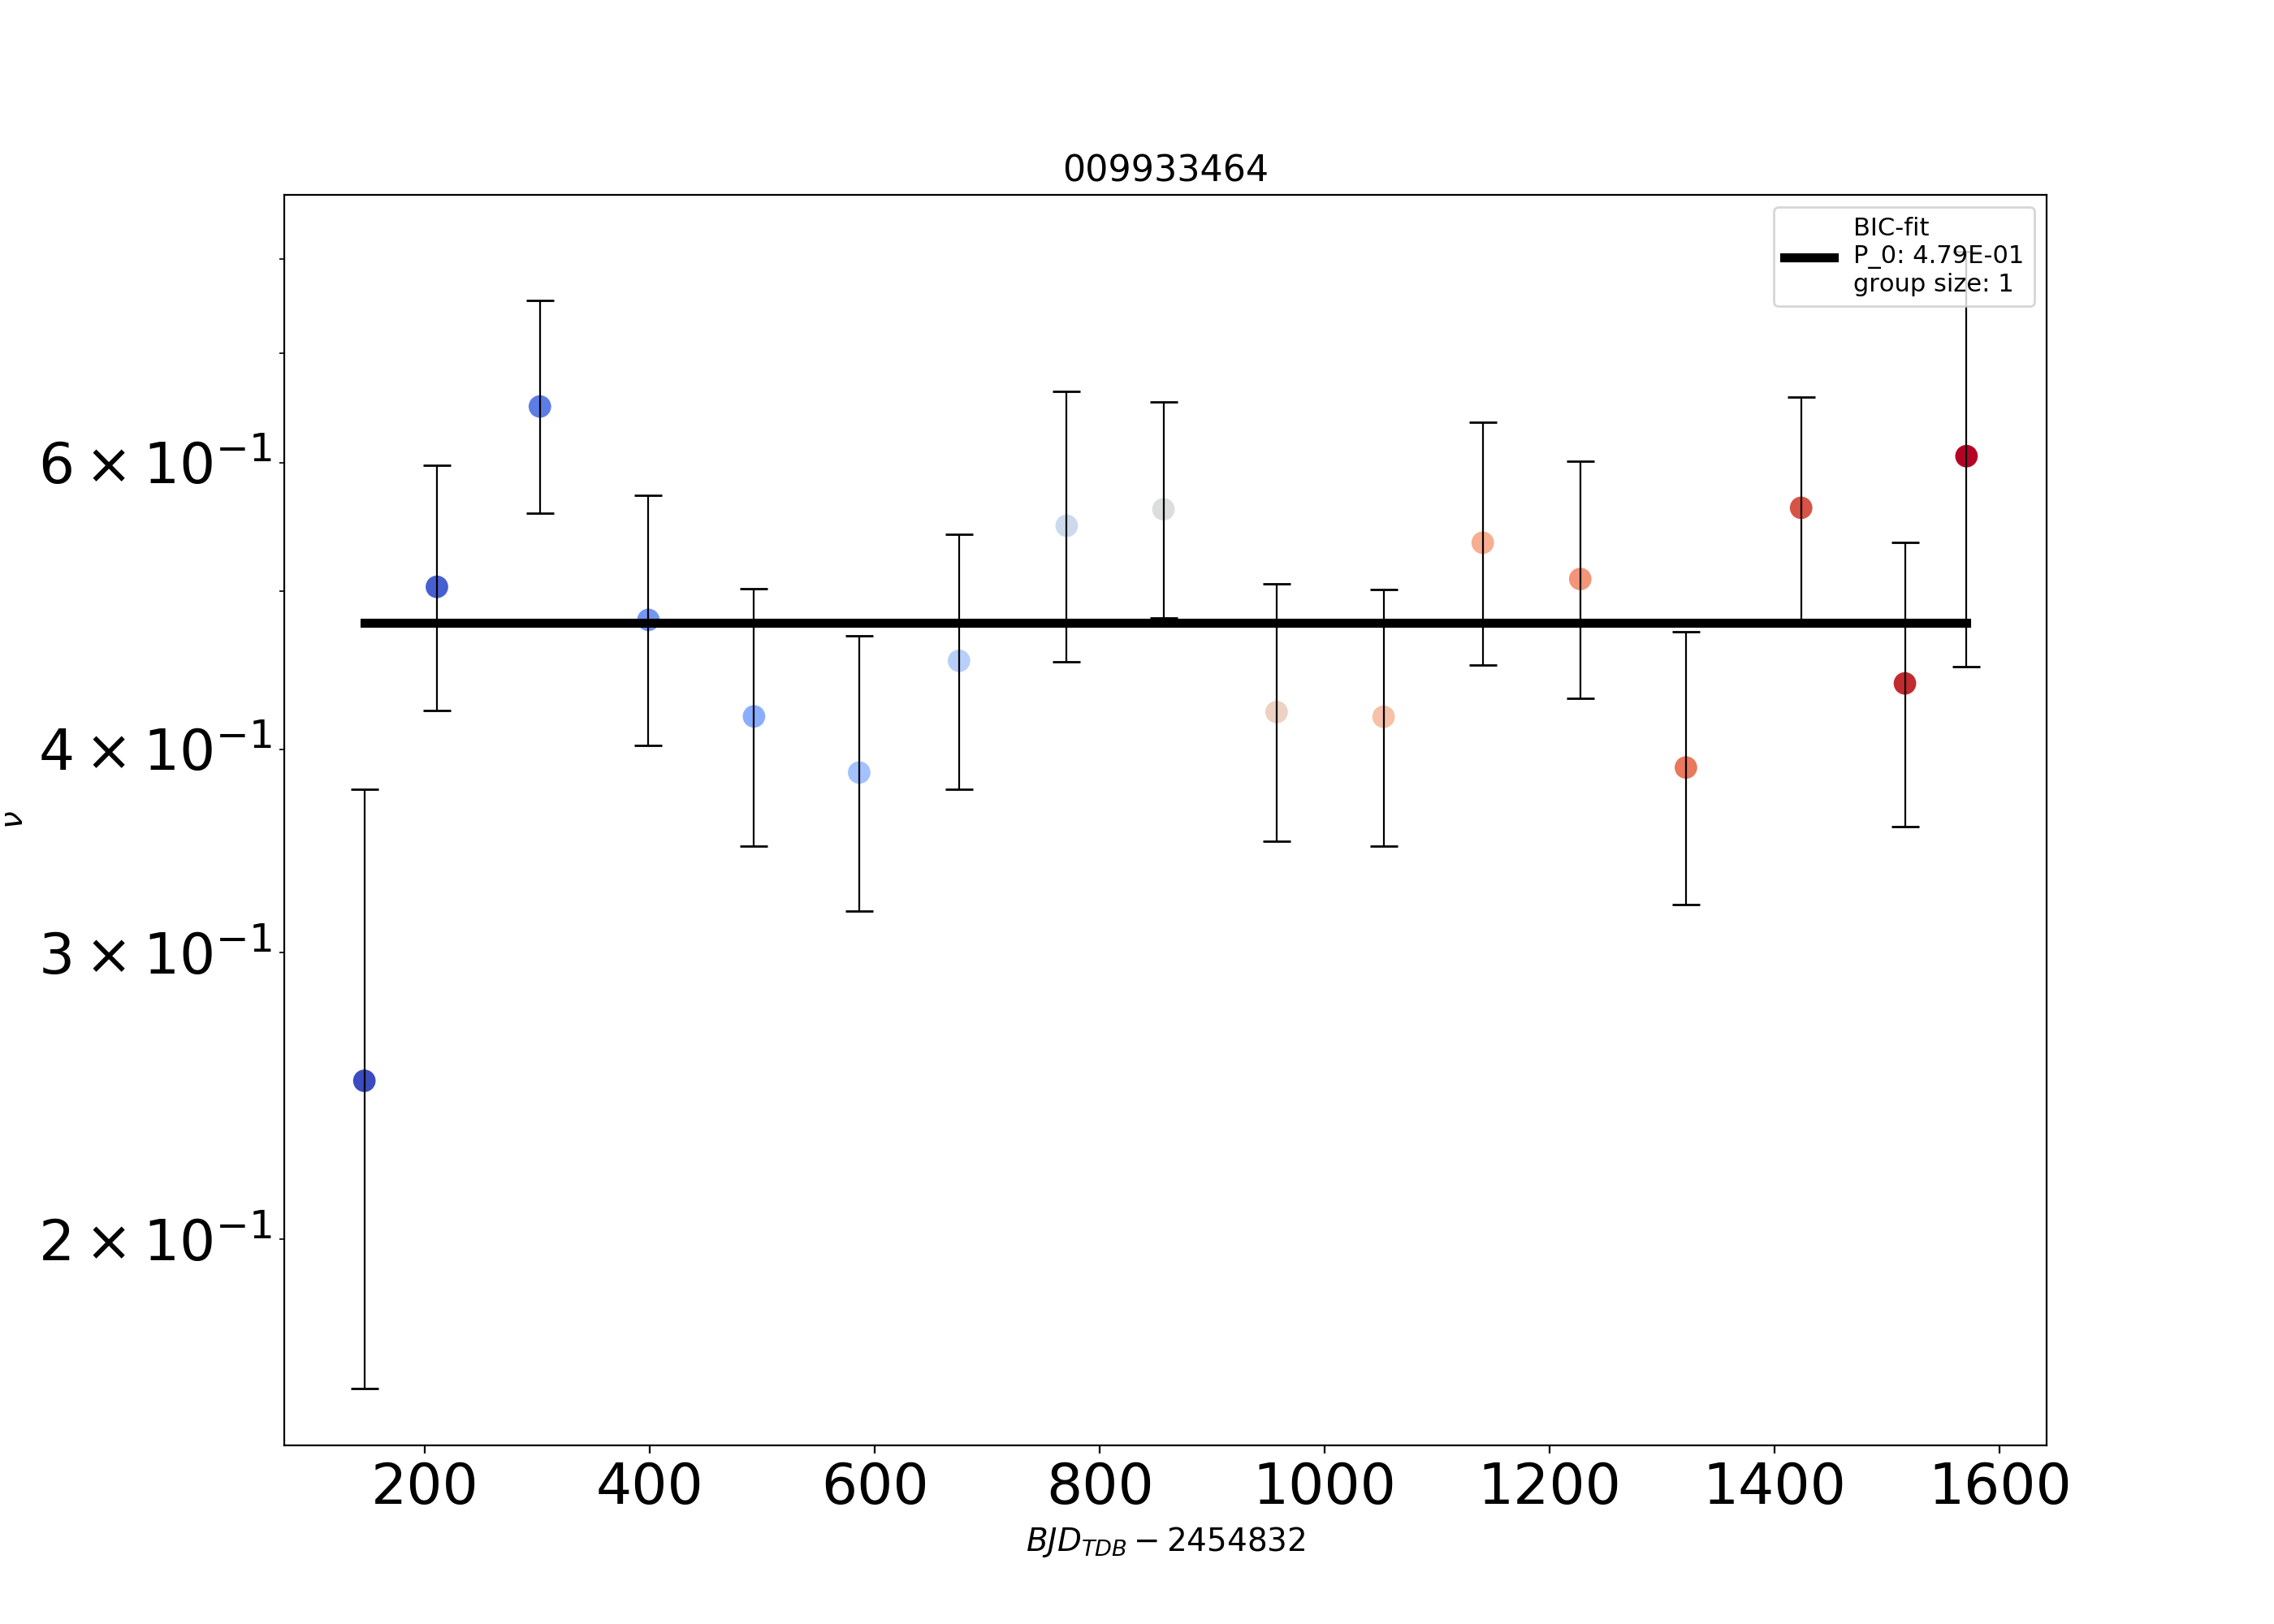 009933464
BIC-fit
P_0: 4.79E-01
group size: 1
6 × 10⁻¹
4 × 10⁻¹
3 × 10⁻¹
2 × 10⁻¹
ν
200 400 600 800 1000 1200 1400 1600
BJD_TDB − 2454832